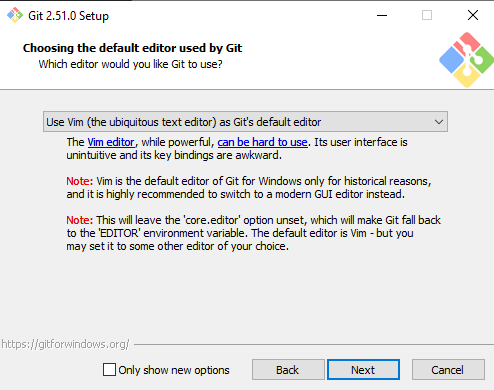 Git 2.51.0 Setup
Choosing the default editor used by Git
Which editor would you like Git to use?
Use Vim (the ubiquitous text editor) as Git's default editor
The Vim editor, while powerful, can be hard to use. Its user interface is
unintuitive and its key bindings are awkward.
Note: Vim is the default editor of Git for Windows only for historical reasons,
and it is highly recommended to switch to a modern GUI editor instead.
Note: This will leave the 'core.editor' option unset, which will make Git fall back
to the 'EDITOR' environment variable. The default editor is Vim - but you
may set it to some other editor of your choice.
https://gitforwindows.org/
Only show new options
Back
Next
Cancel